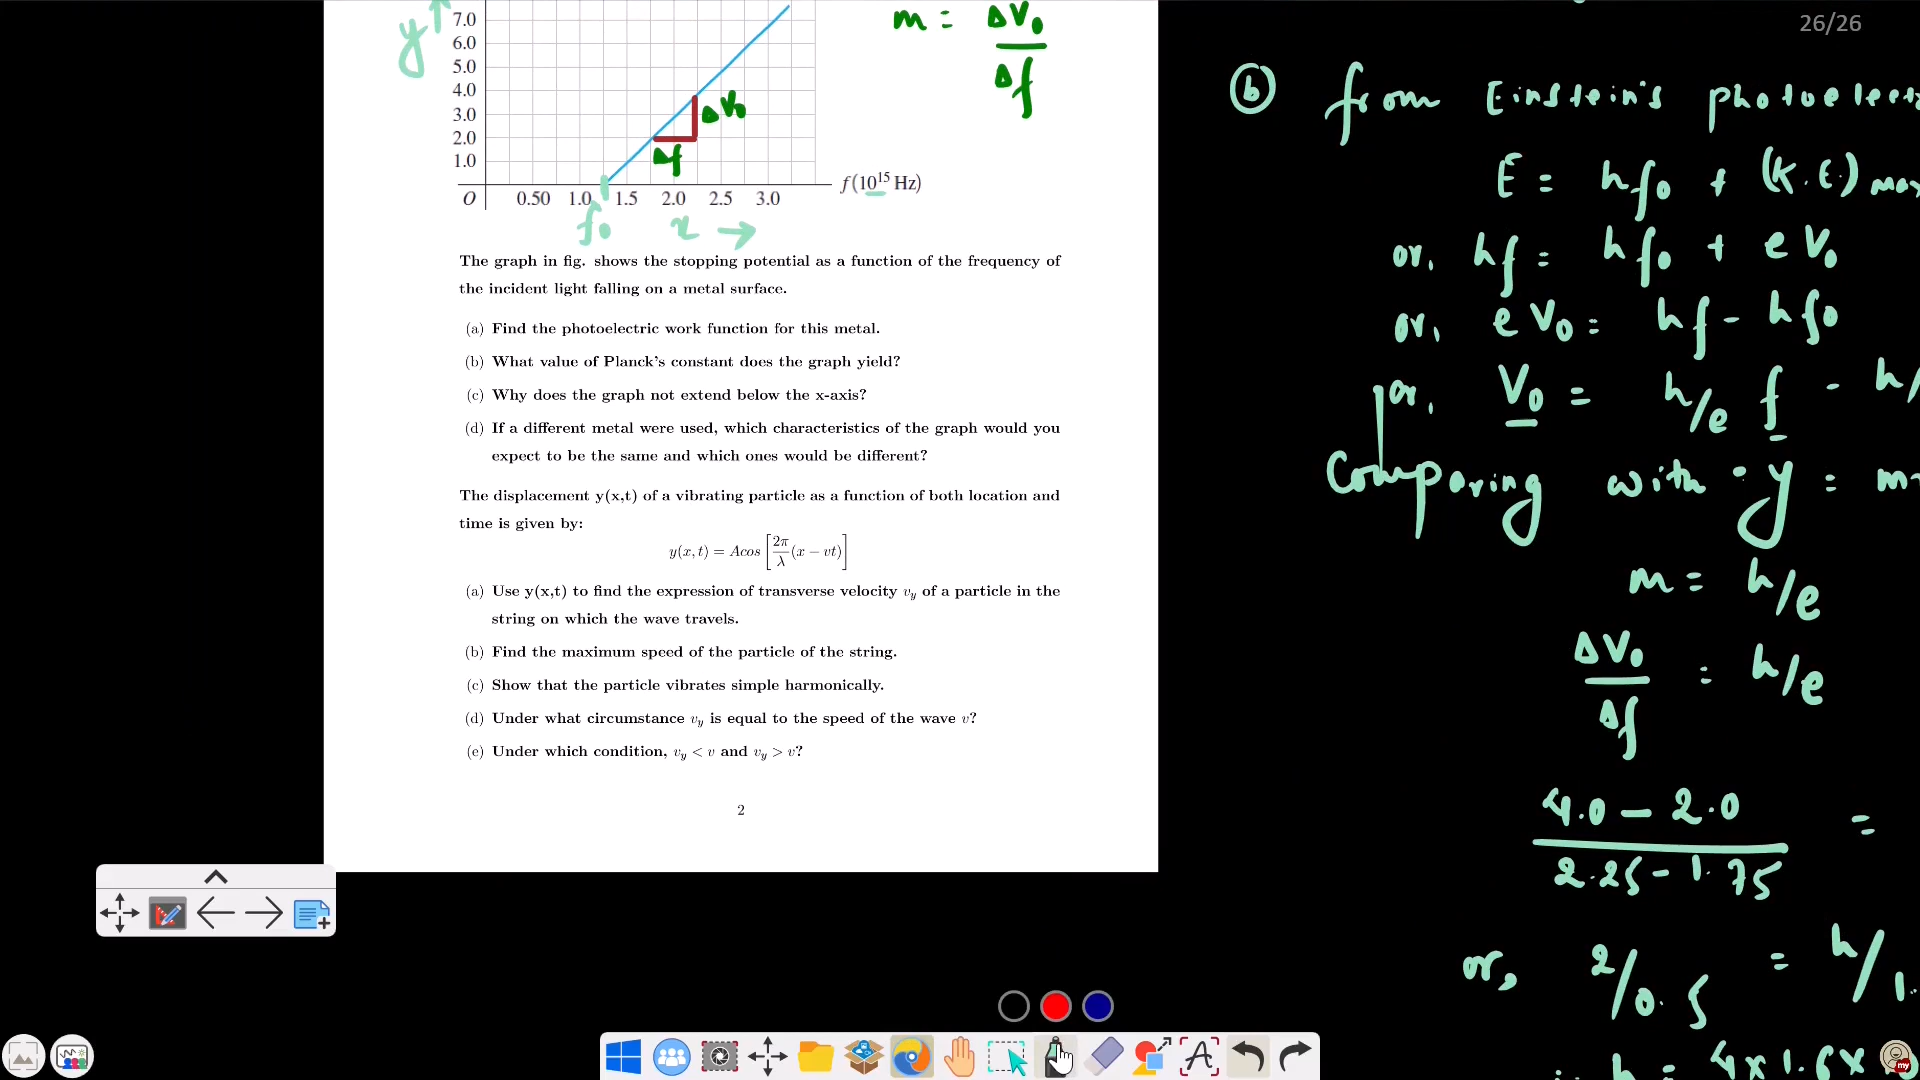 26/26
7.0
6.0
5.0
4.0
3.0
2.0
1.0
O 0.50 1.0 1.5 2.0 2.5 3.0
f(10¹⁵ Hz)
y
ΔV₀
Δf
f₀
x →
m = ΔV₀/Δf
The graph in fig. shows the stopping potential as a function of the frequency of
the incident light falling on a metal surface.
(a) Find the photoelectric work function for this metal.
(b) What value of Planck's constant does the graph yield?
(c) Why does the graph not extend below the x-axis?
(d) If a different metal were used, which characteristics of the graph would you
expect to be the same and which ones would be different?
The displacement y(x,t) of a vibrating particle as a function of both location and
time is given by:
y(x, t) = Acos [2π/λ (x − vt)]
(a) Use y(x,t) to find the expression of transverse velocity v_y of a particle in the
string on which the wave travels.
(b) Find the maximum speed of the particle of the string.
(c) Show that the particle vibrates simple harmonically.
(d) Under what circumstance v_y is equal to the speed of the wave v?
(e) Under which condition, v_y < v and v_y > v?
2
(b) from Einstein's
E = hf₀ + (K.E.) max
or, hf = hf₀ + eV₀
or, eV₀ = hf - hf₀
or, V₀ = h/e f - h/
Comparing with y =
m = h/e
ΔV₀/Δf = h/e
4.0 - 2.0 / 2.25 - 1.75 =
or, 2/0.5 = h/1.
∴ h = 4 x 1.6 x